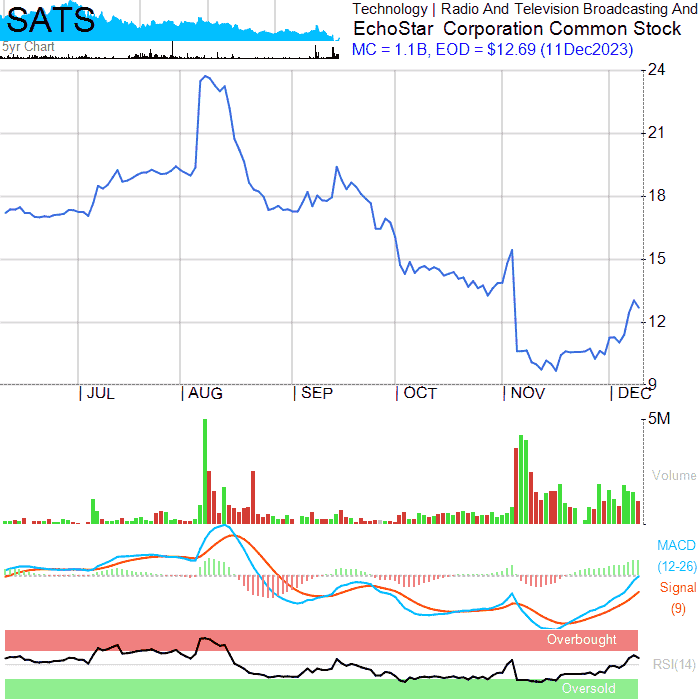 SATS
5yr Chart
Technology | Radio And Television Broadcasting And
EchoStar Corporation Common Stock
MC = 1.1B, EOD = $12.69 (11Dec2023)
24
21
18
15
12
9
JUL
AUG
SEP
OCT
NOV
DEC
5M
Volume
MACD
(12-26)
Signal
(9)
Overbought
RSI(14)
Oversold